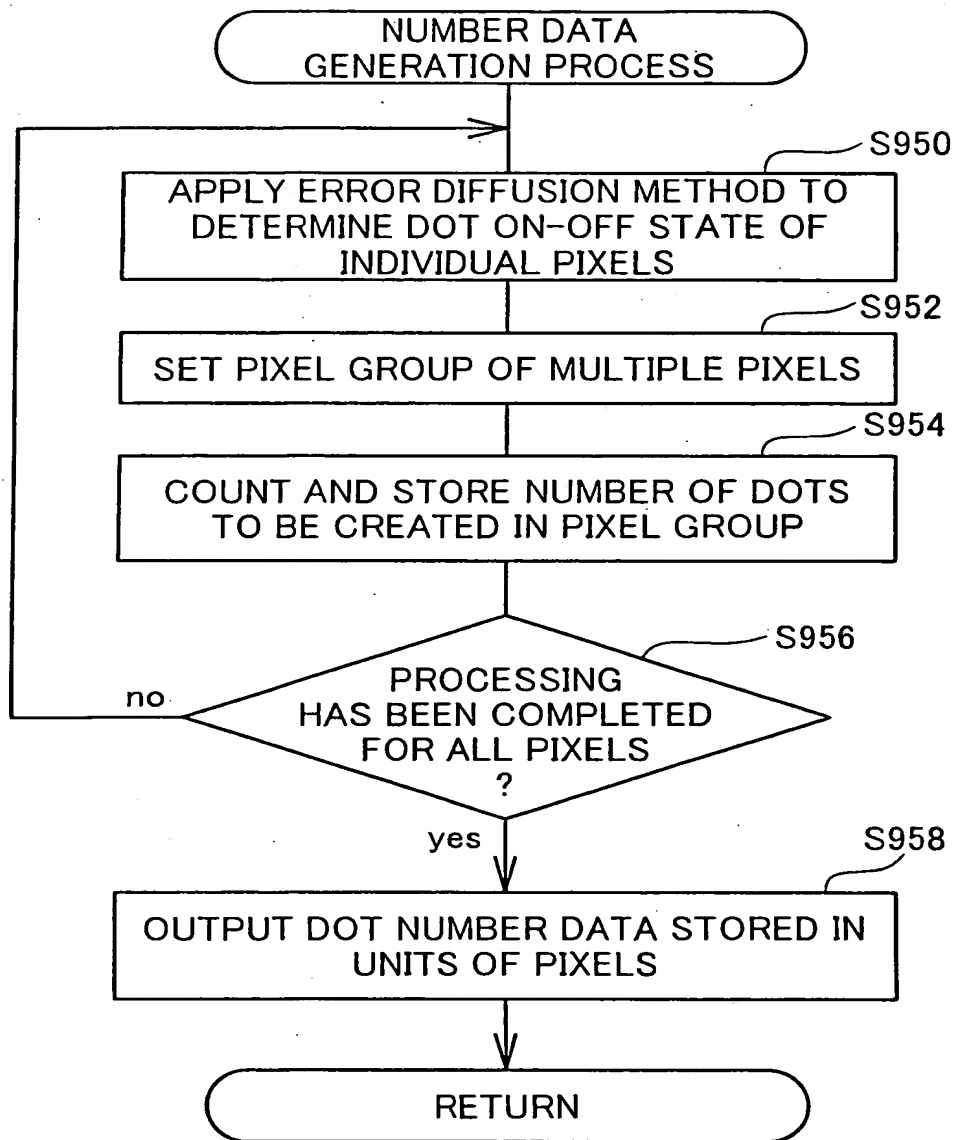 NUMBER DATA
GENERATION PROCESS
S950
APPLY ERROR DIFFUSION METHOD TO
DETERMINE DOT ON-OFF STATE OF
INDIVIDUAL PIXELS
S952
SET PIXEL GROUP OF MULTIPLE PIXELS
S954
COUNT AND STORE NUMBER OF DOTS
TO BE CREATED IN PIXEL GROUP
S956
PROCESSING
HAS BEEN COMPLETED
FOR ALL PIXELS
?
no
yes
S958
OUTPUT DOT NUMBER DATA STORED IN
UNITS OF PIXELS
RETURN